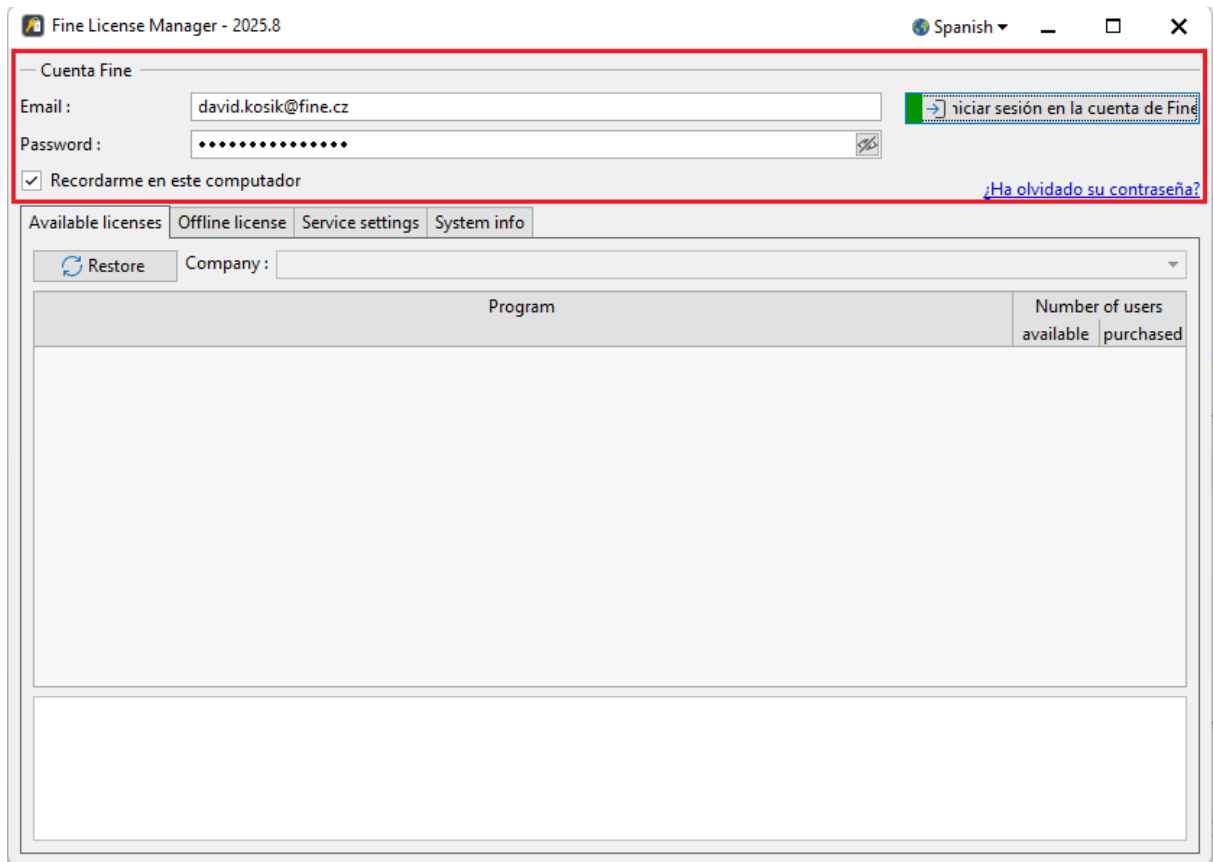 Fine License Manager - 2025.8
Spanish
Cuenta Fine
Email :
david.kosik@fine.cz
niciar sesión en la cuenta de Fine
Password :
•••••••••••••••
Recordarme en este computador
¿Ha olvidado su contraseña?
Available licenses
Offline license
Service settings
System info
Restore
Company :
Program
Number of users
available
purchased